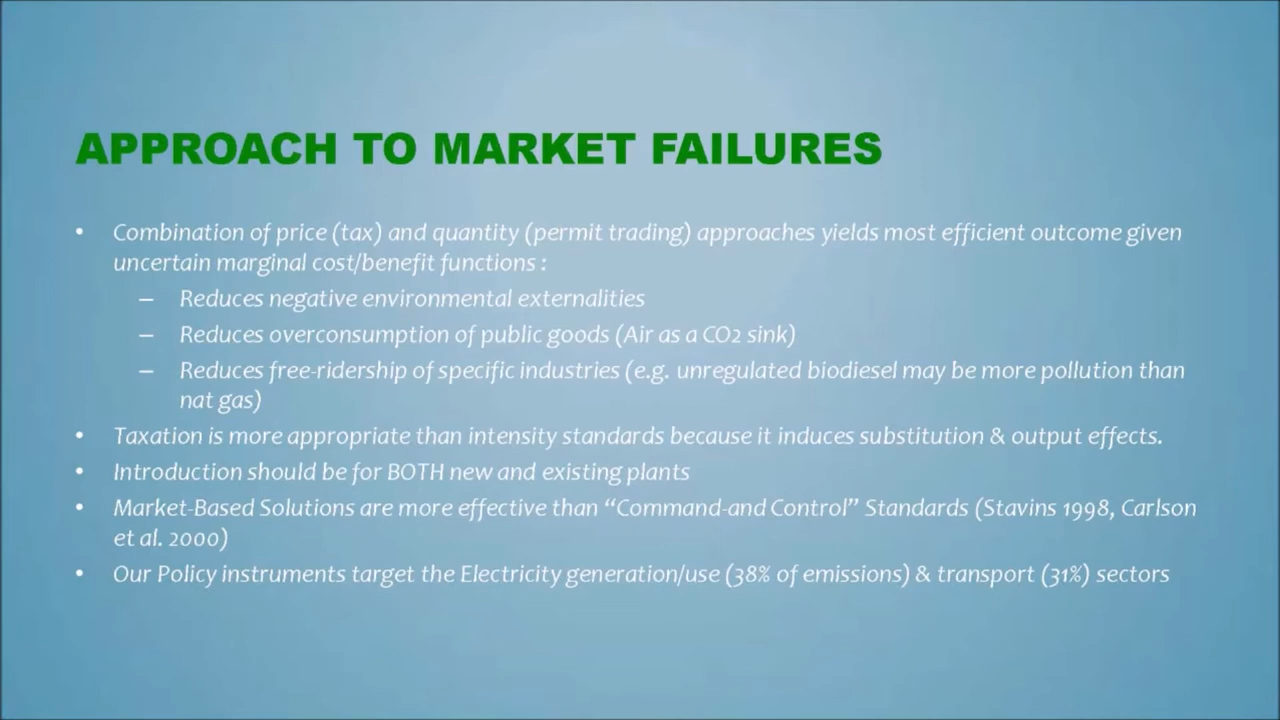 APPROACH TO MARKET FAILURES
• Combination of price (tax) and quantity (permit trading) approaches yields most efficient outcome given
uncertain marginal cost/benefit functions :
– Reduces negative environmental externalities
– Reduces overconsumption of public goods (Air as a CO2 sink)
– Reduces free-ridership of specific industries (e.g. unregulated biodiesel may be more pollution than
nat gas)
• Taxation is more appropriate than intensity standards because it induces substitution & output effects.
• Introduction should be for BOTH new and existing plants
• Market-Based Solutions are more effective than “Command-and Control” Standards (Stavins 1998, Carlson
et al. 2000)
• Our Policy instruments target the Electricity generation/use (38% of emissions) & transport (31%) sectors